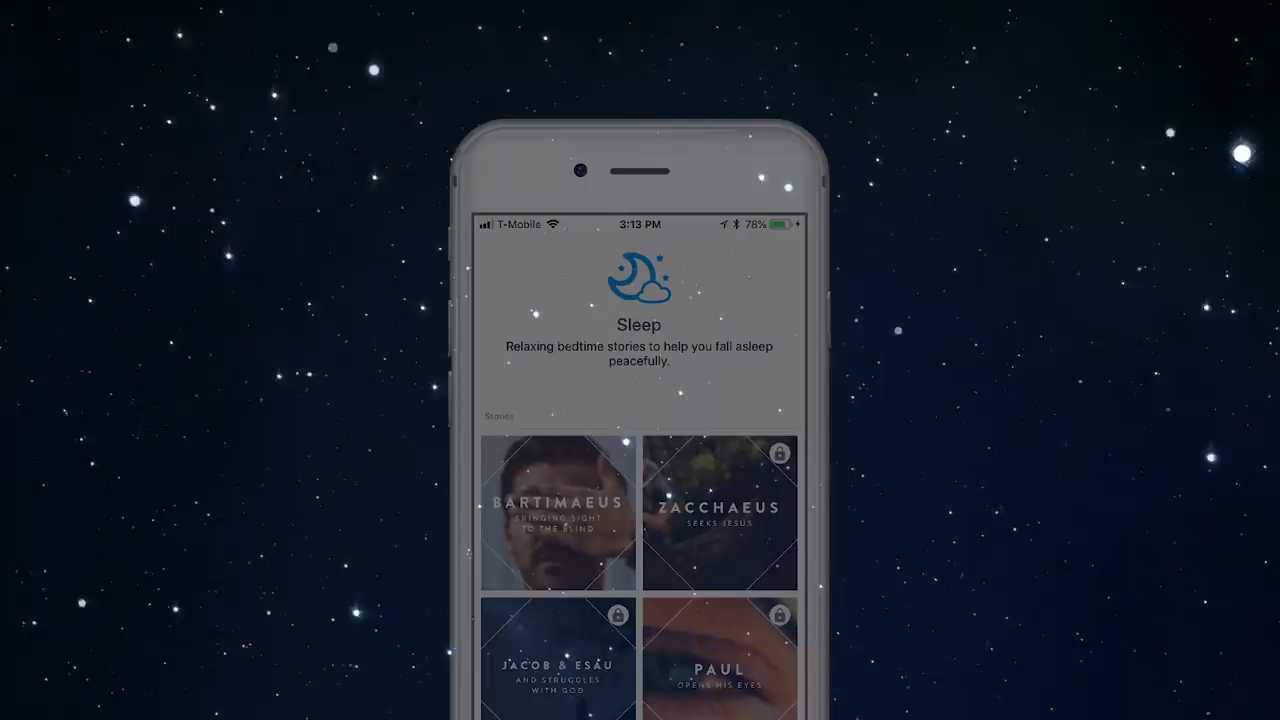 T-Mobile 3:13 PM 78%
Sleep
Relaxing bedtime stories to help you fall asleep
peacefully.
Stories
BARTIMAEUS
BRINGING SIGHT
TO THE BLIND
ZACCHAEUS
SEEKS JESUS
JACOB & ESAU
AND STRUGGLES
WITH GOD
PAUL
OPENS HIS EYES